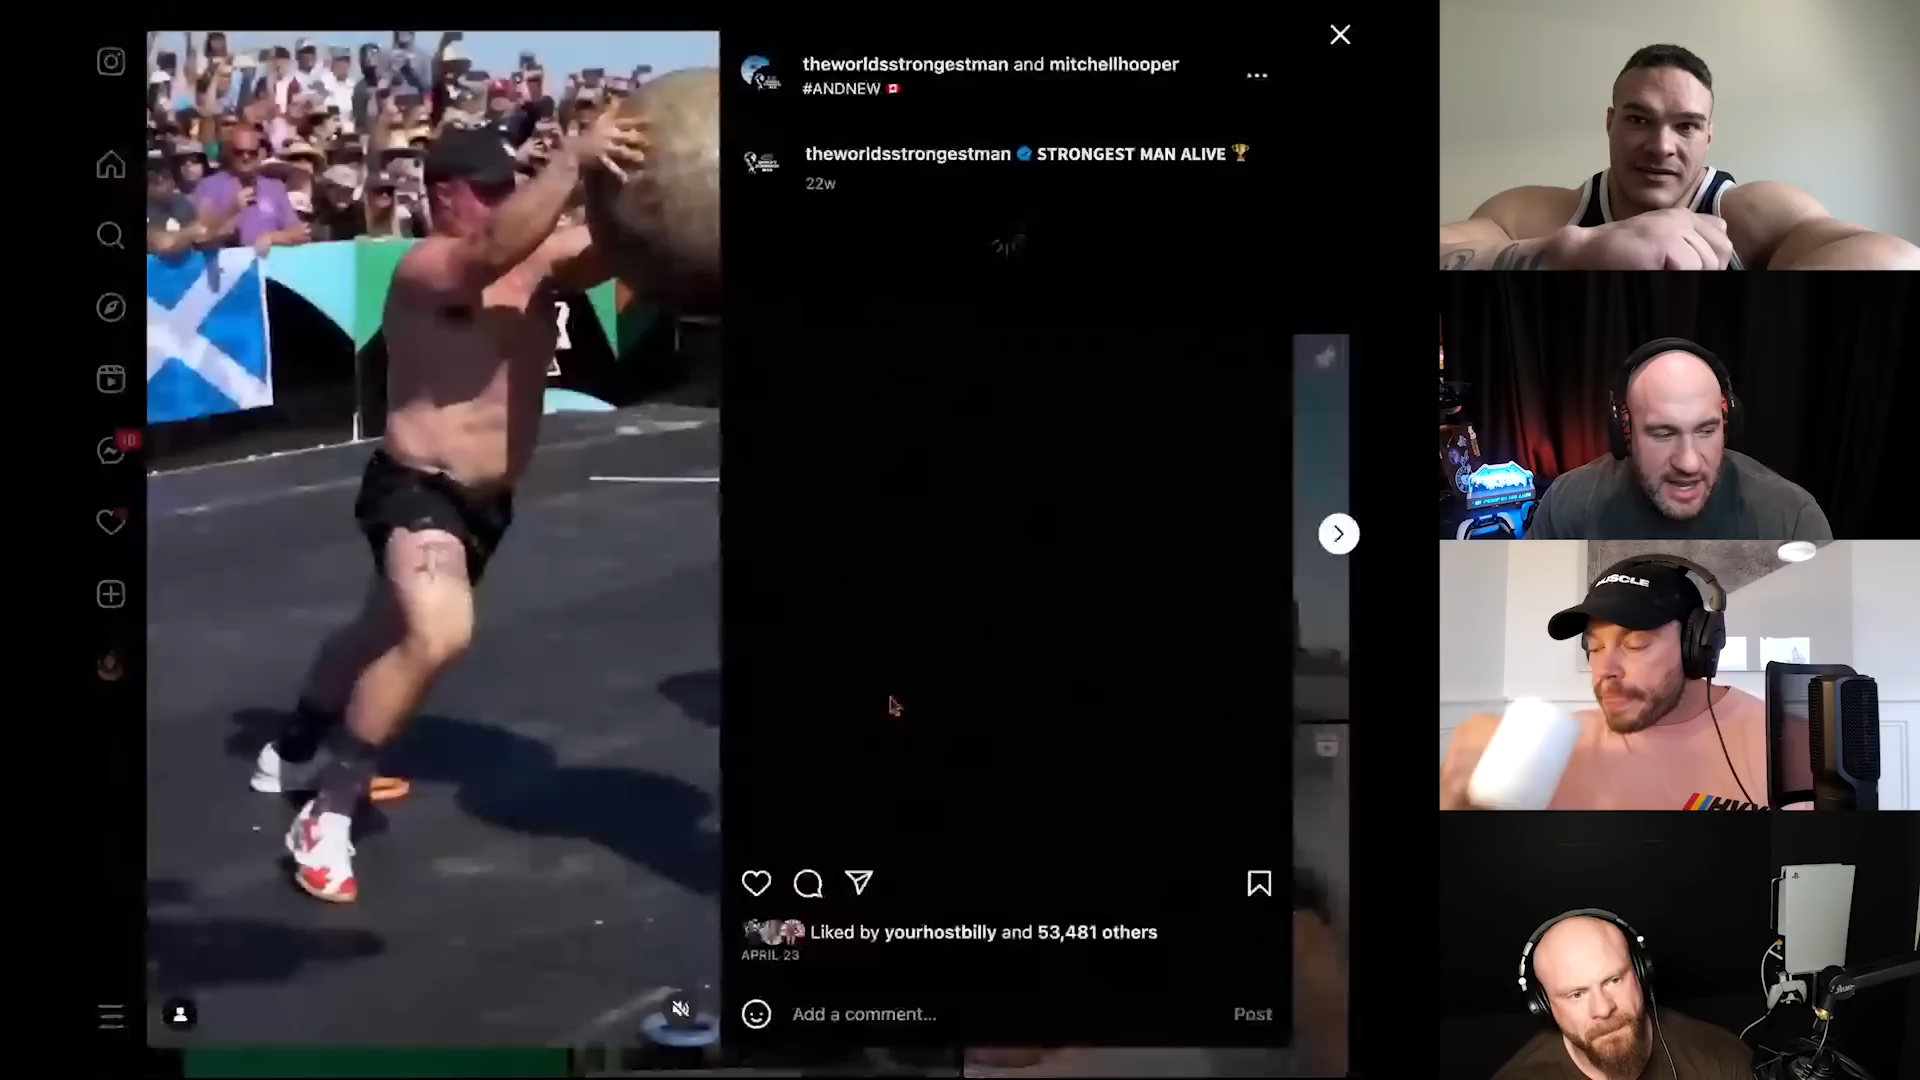 theworldsstrongestman and mitchellhooper
#ANDNEW
theworldsstrongestman STRONGEST MAN ALIVE
22w
10
Liked by yourhostbilly and 53,481 others
APRIL 23
Add a comment...
Post
MUSCLE